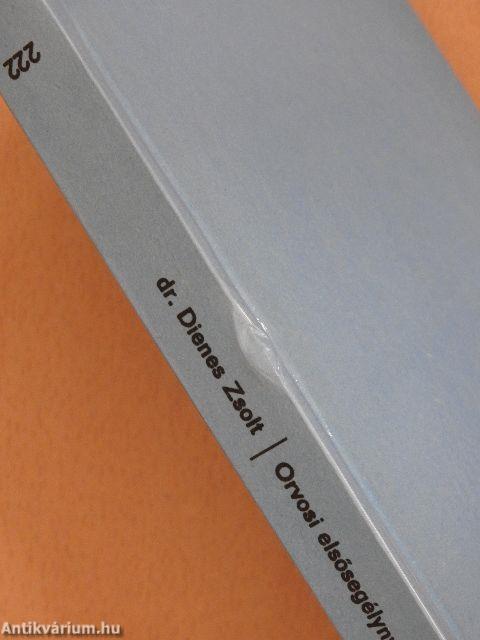 222
dr. Dienes Zsolt | Orvosi elsősegélyn
Antikvárium.hu